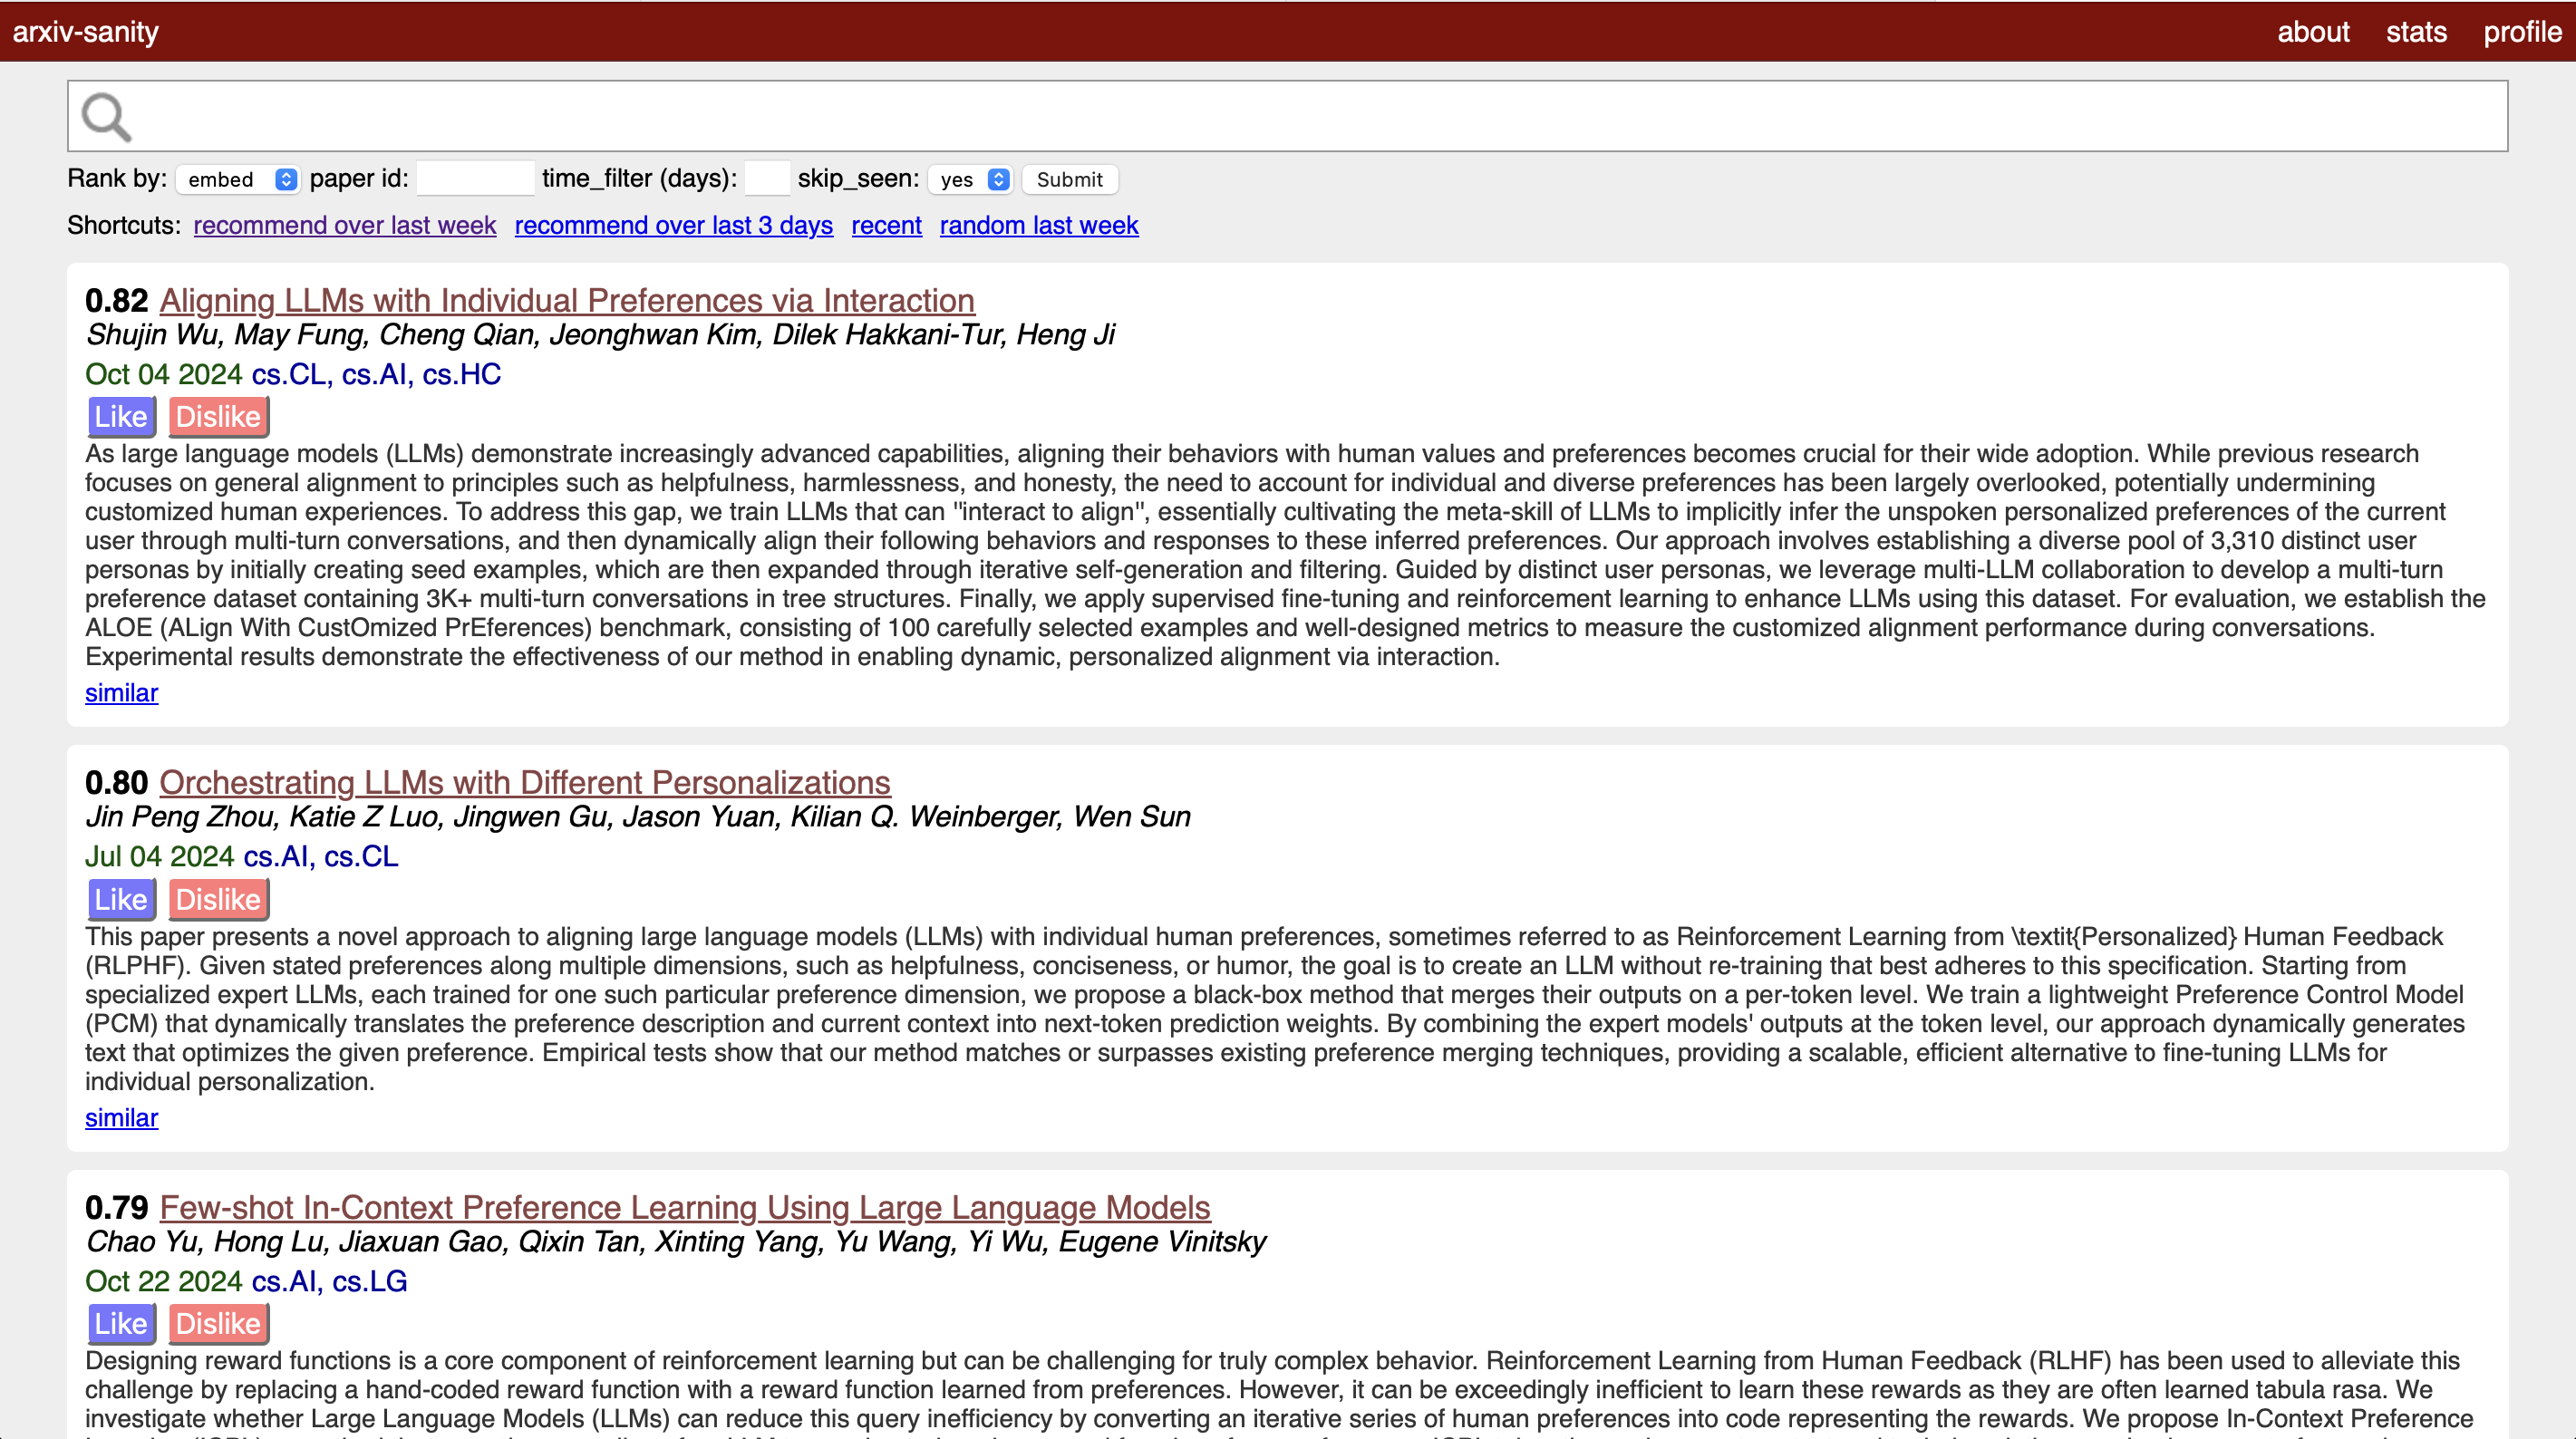 arxiv-sanity about stats profile
Rank by: embed paper id: time_filter (days): skip_seen: yes Submit
Shortcuts: recommend over last week recommend over last 3 days recent random last week
0.82 Aligning LLMs with Individual Preferences via Interaction
Shujin Wu, May Fung, Cheng Qian, Jeonghwan Kim, Dilek Hakkani-Tur, Heng Ji
Oct 04 2024 cs.CL, cs.AI, cs.HC
Like Dislike
As large language models (LLMs) demonstrate increasingly advanced capabilities, aligning their behaviors with human values and preferences becomes crucial for their wide adoption. While previous research
focuses on general alignment to principles such as helpfulness, harmlessness, and honesty, the need to account for individual and diverse preferences has been largely overlooked, potentially undermining
customized human experiences. To address this gap, we train LLMs that can "interact to align", essentially cultivating the meta-skill of LLMs to implicitly infer the unspoken personalized preferences of the current
user through multi-turn conversations, and then dynamically align their following behaviors and responses to these inferred preferences. Our approach involves establishing a diverse pool of 3,310 distinct user
personas by initially creating seed examples, which are then expanded through iterative self-generation and filtering. Guided by distinct user personas, we leverage multi-LLM collaboration to develop a multi-turn
preference dataset containing 3K+ multi-turn conversations in tree structures. Finally, we apply supervised fine-tuning and reinforcement learning to enhance LLMs using this dataset. For evaluation, we establish the
ALOE (ALign With CustOmized PrEferences) benchmark, consisting of 100 carefully selected examples and well-designed metrics to measure the customized alignment performance during conversations.
Experimental results demonstrate the effectiveness of our method in enabling dynamic, personalized alignment via interaction.
similar
0.80 Orchestrating LLMs with Different Personalizations
Jin Peng Zhou, Katie Z Luo, Jingwen Gu, Jason Yuan, Kilian Q. Weinberger, Wen Sun
Jul 04 2024 cs.AI, cs.CL
Like Dislike
This paper presents a novel approach to aligning large language models (LLMs) with individual human preferences, sometimes referred to as Reinforcement Learning from \textit{Personalized} Human Feedback
(RLPHF). Given stated preferences along multiple dimensions, such as helpfulness, conciseness, or humor, the goal is to create an LLM without re-training that best adheres to this specification. Starting from
specialized expert LLMs, each trained for one such particular preference dimension, we propose a black-box method that merges their outputs on a per-token level. We train a lightweight Preference Control Model
(PCM) that dynamically translates the preference description and current context into next-token prediction weights. By combining the expert models' outputs at the token level, our approach dynamically generates
text that optimizes the given preference. Empirical tests show that our method matches or surpasses existing preference merging techniques, providing a scalable, efficient alternative to fine-tuning LLMs for
individual personalization.
similar
0.79 Few-shot In-Context Preference Learning Using Large Language Models
Chao Yu, Hong Lu, Jiaxuan Gao, Qixin Tan, Xinting Yang, Yu Wang, Yi Wu, Eugene Vinitsky
Oct 22 2024 cs.AI, cs.LG
Like Dislike
Designing reward functions is a core component of reinforcement learning but can be challenging for truly complex behavior. Reinforcement Learning from Human Feedback (RLHF) has been used to alleviate this
challenge by replacing a hand-coded reward function with a reward function learned from preferences. However, it can be exceedingly inefficient to learn these rewards as they are often learned tabula rasa. We
investigate whether Large Language Models (LLMs) can reduce this query inefficiency by converting an iterative series of human preferences into code representing the rewards. We propose In-Context Preference